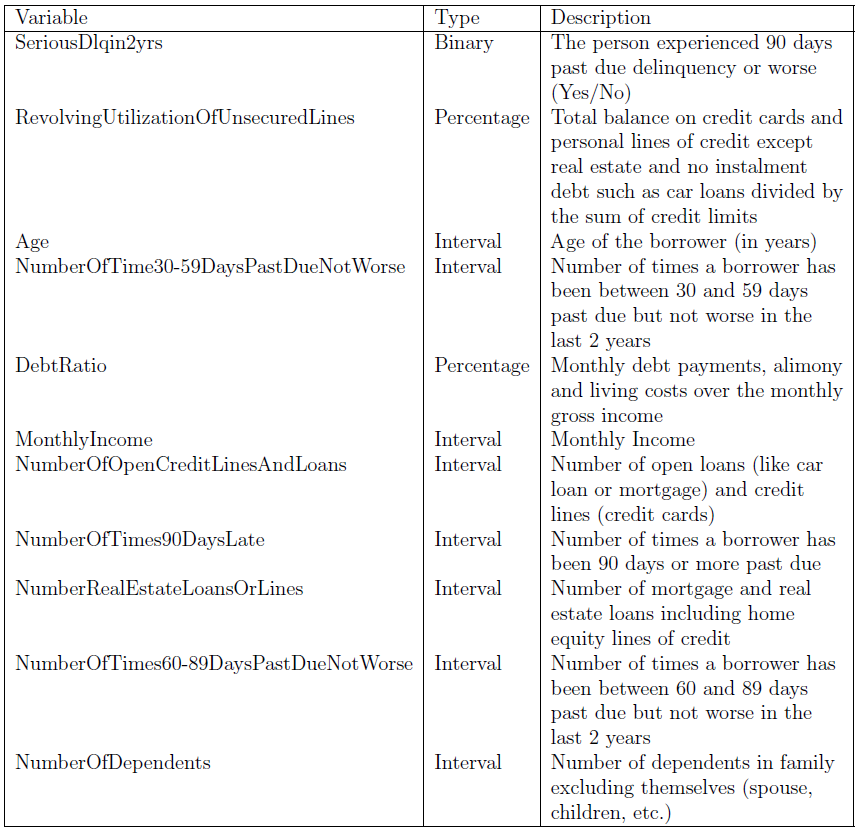 Variable Type Description
SeriousDlqin2yrs Binary The person experienced 90 days
past due delinquency or worse
(Yes/No)
RevolvingUtilizationOfUnsecuredLines Percentage Total balance on credit cards and
personal lines of credit except
real estate and no instalment
debt such as car loans divided by
the sum of credit limits
Age Interval Age of the borrower (in years)
NumberOfTime30-59DaysPastDueNotWorse Interval Number of times a borrower has
been between 30 and 59 days
past due but not worse in the
last 2 years
DebtRatio Percentage Monthly debt payments, alimony
and living costs over the monthly
gross income
MonthlyIncome Interval Monthly Income
NumberOfOpenCreditLinesAndLoans Interval Number of open loans (like car
loan or mortgage) and credit
lines (credit cards)
NumberOfTimes90DaysLate Interval Number of times a borrower has
been 90 days or more past due
NumberRealEstateLoansOrLines Interval Number of mortgage and real
estate loans including home
equity lines of credit
NumberOfTimes60-89DaysPastDueNotWorse Interval Number of times a borrower has
been between 60 and 89 days
past due but not worse in the
last 2 years
NumberOfDependents Interval Number of dependents in family
excluding themselves (spouse,
children, etc.)